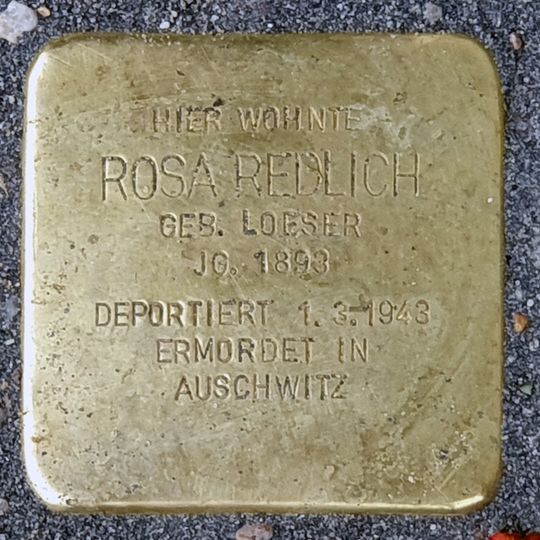 HIER WOHNTE
ROSA REDLICH
GEB. LOESER
JG. 1893
DEPORTIERT 1.3.1943
ERMORDET IN
AUSCHWITZ